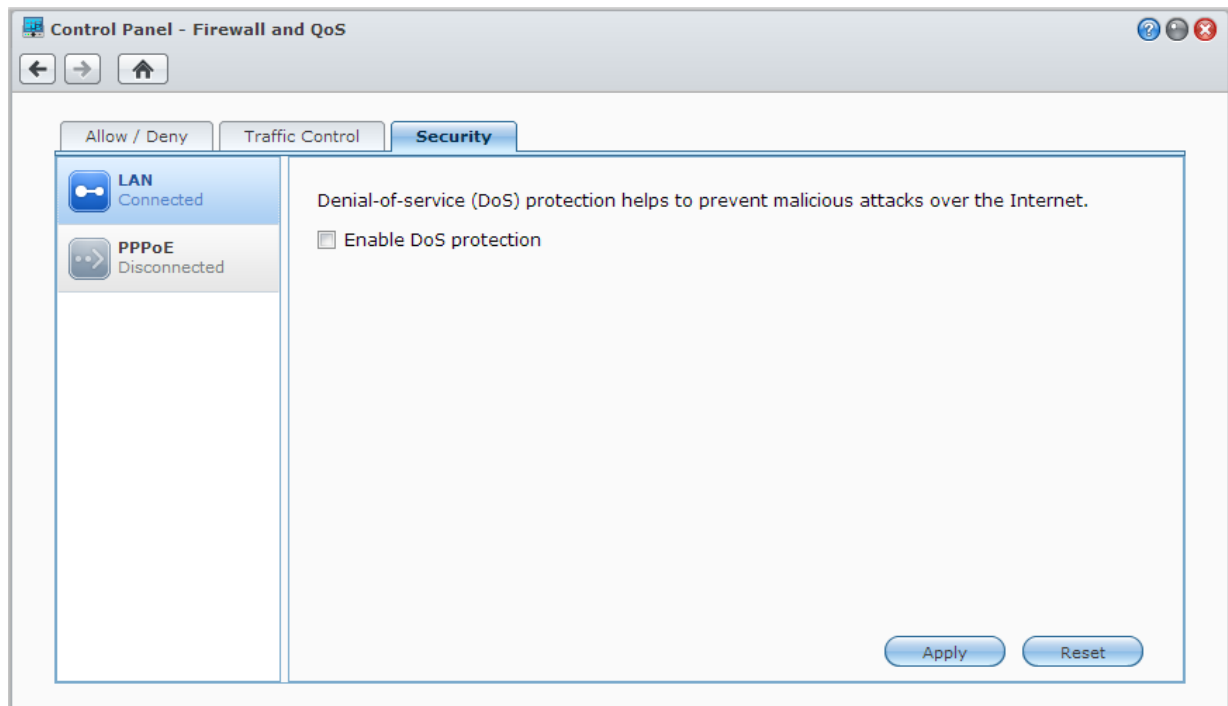 Control Panel - Firewall and QoS
Allow / Deny
Traffic Control
Security
LAN
Connected
PPPoE
Disconnected
Denial-of-service (DoS) protection helps to prevent malicious attacks over the Internet.
Enable DoS protection
Apply
Reset